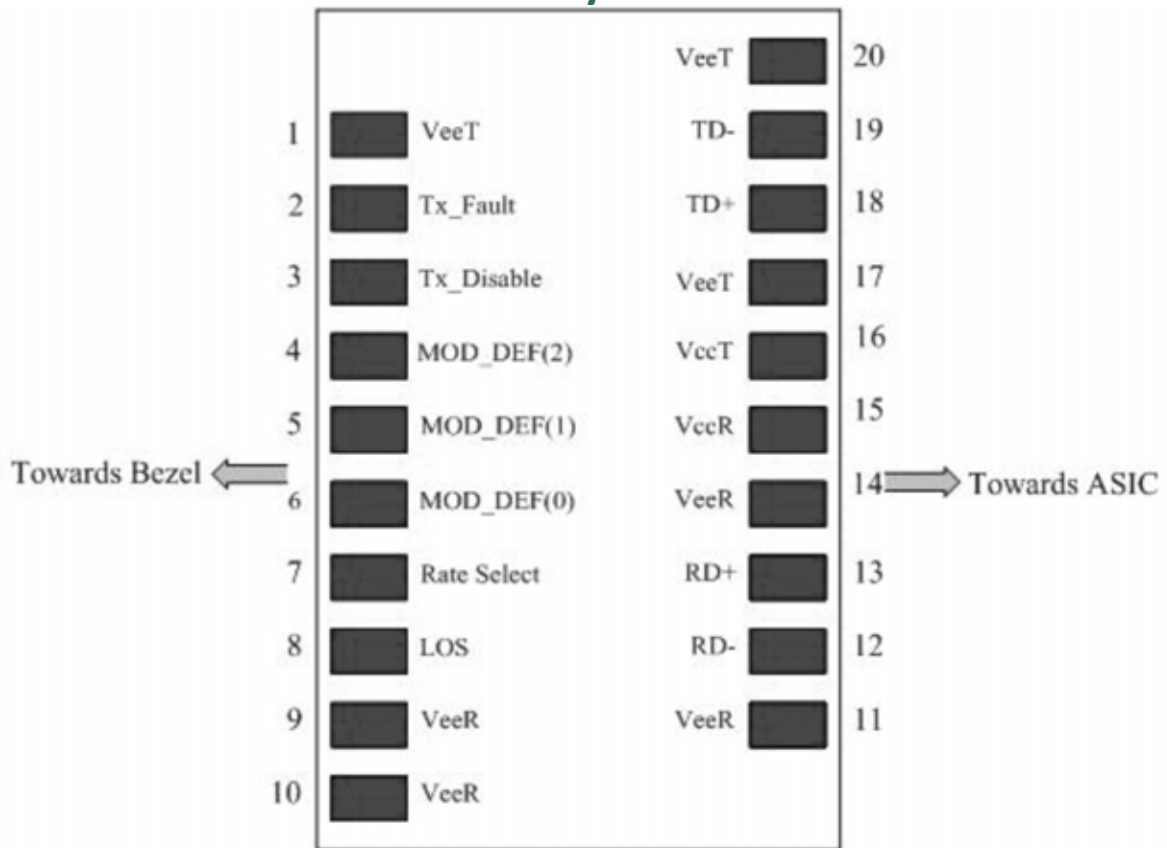 VeeT 20
1 VeeT TD- 19
2 Tx_Fault TD+ 18
3 Tx_Disable VeeT 17
4 MOD_DEF(2) VccT 16
5 MOD_DEF(1) VccR 15
Towards Bezel 6 MOD_DEF(0) VeeR 14 Towards ASIC
7 Rate Select RD+ 13
8 LOS RD- 12
9 VeeR VeeR 11
10 VeeR